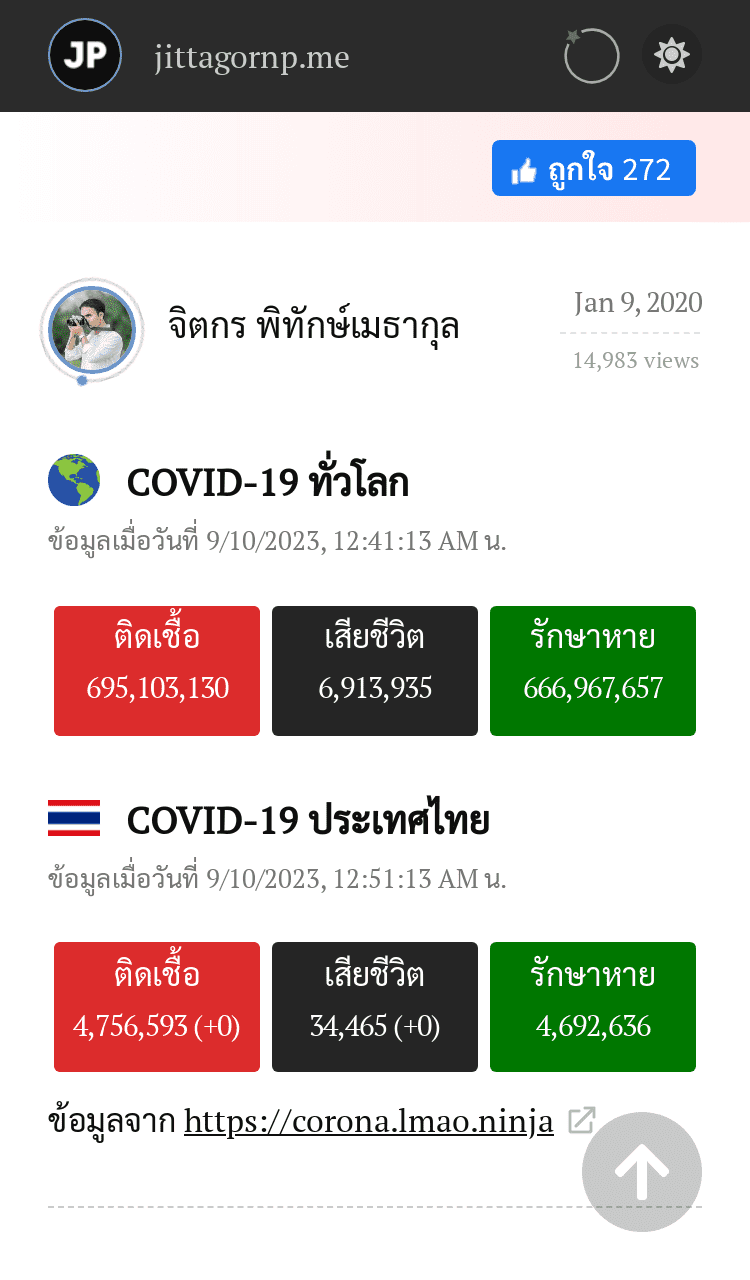 JP
jittagornp.me
ถูกใจ 272
จิตกร พิทักษ์เมธากุล
Jan 9, 2020
14,983 views
COVID-19 ทั่วโลก
ข้อมูลเมื่อวันที่ 9/10/2023, 12:41:13 AM น.
ติดเชื้อ
695,103,130
เสียชีวิต
6,913,935
รักษาหาย
666,967,657
COVID-19 ประเทศไทย
ข้อมูลเมื่อวันที่ 9/10/2023, 12:51:13 AM น.
ติดเชื้อ
4,756,593 (+0)
เสียชีวิต
34,465 (+0)
รักษาหาย
4,692,636
ข้อมูลจาก https://corona.lmao.ninja